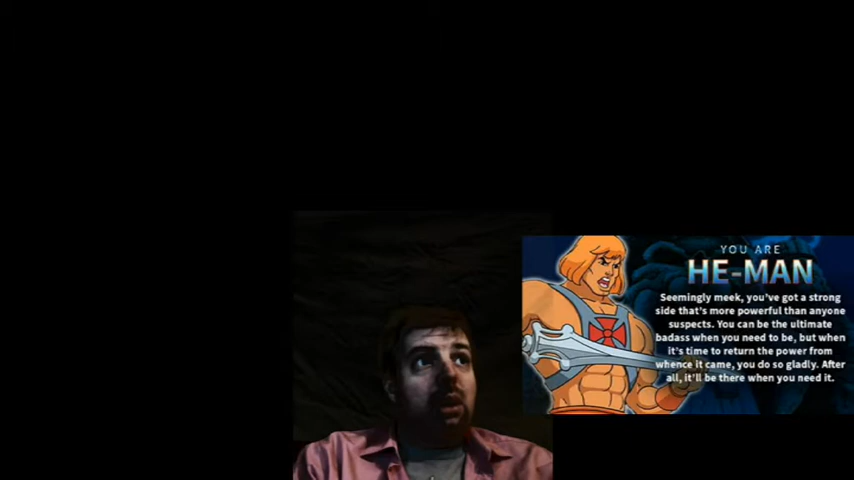 YOU ARE
HE-MAN
Seemingly meek, you've got a strong
side that's more powerful than anyone
suspects. You can be the ultimate
badass when you need to be, but when
it's time to return the power from
whence it came, you do so gladly. After
all, it'll be there when you need it.